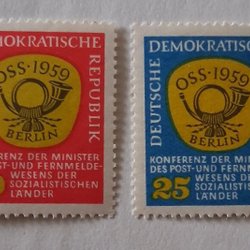 DEMOKRATISCHE
REPUBLIK
OSS·1959
BERLIN
KONFERENZ DER MINISTER
POST-UND FERNMELDE-
WESENS DER
SOZIALISTISCHEN
LÄNDER
DEUTSCHE
DEMOKRATISCHE
OSS·1959
BERLIN
KONFERENZ DER MINISTER
DES POST-UND FERNMELDE-
25 WESENS DER
SOZIALISTISCHEN
LÄNDER